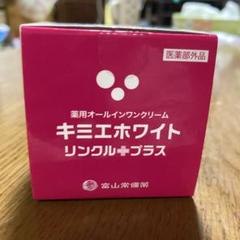 医薬部外品
薬用オールインワンクリーム
キミエホワイト
リンクル+プラス
富山常備薬